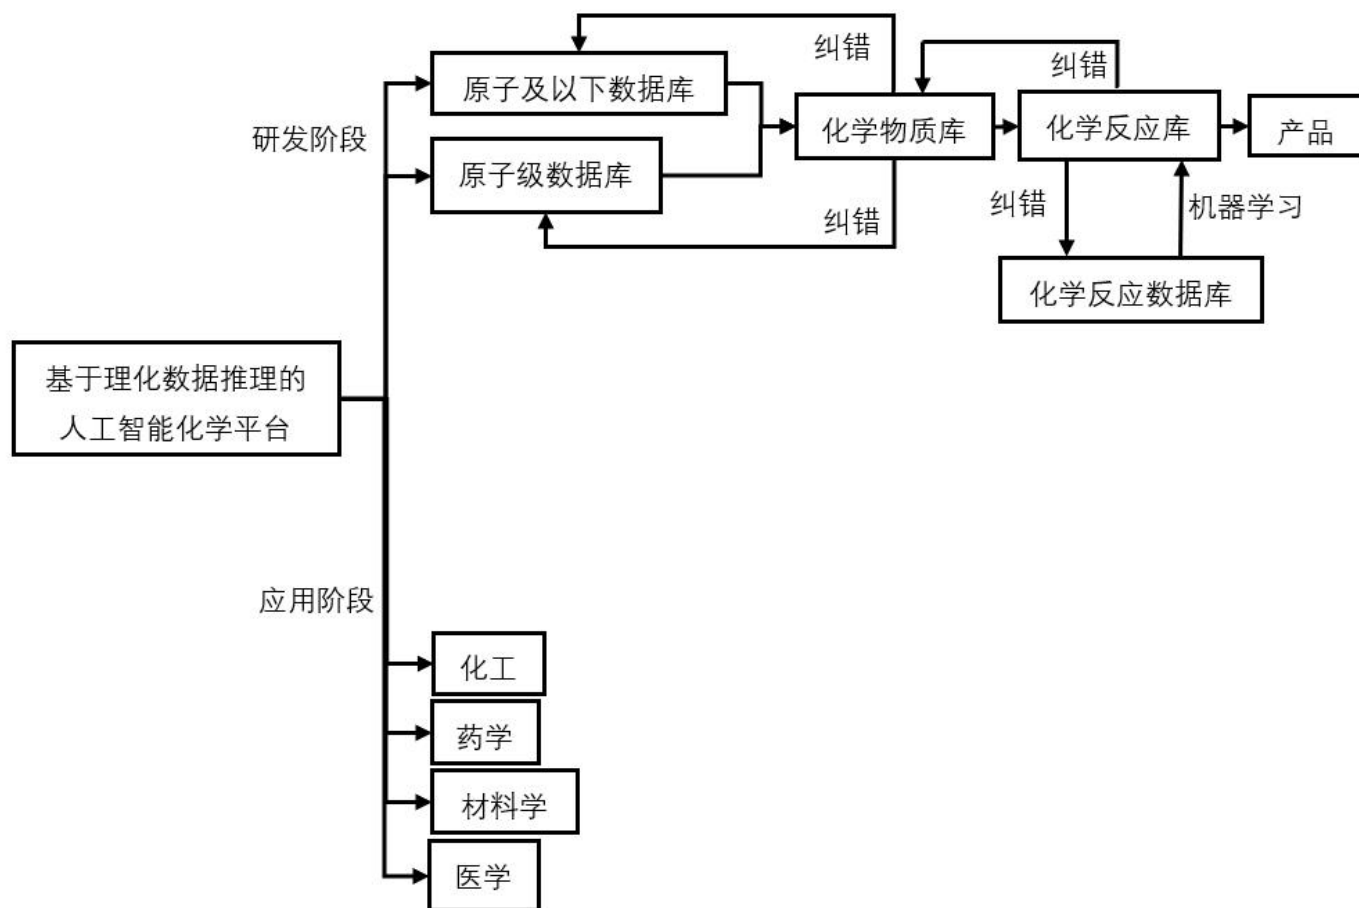 纠错
纠错
原子及以下数据库
化学物质库
化学反应库
产品
研发阶段
原子级数据库
纠错
纠错
机器学习
化学反应数据库
基于理化数据推理的
人工智能化学平台
应用阶段
化工
药学
材料学
医学